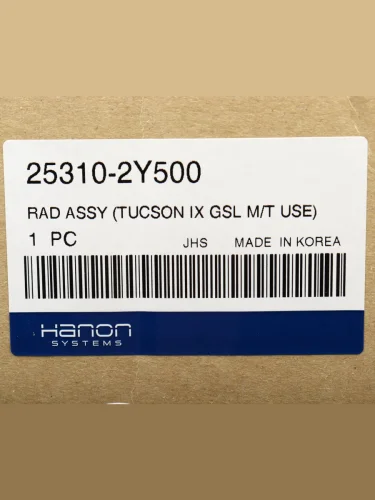 25310-2Y500
RAD ASSY (TUCSON IX GSL M/T USE)
1 PC JHS MADE IN KOREA
Hanon
SYSTEMS